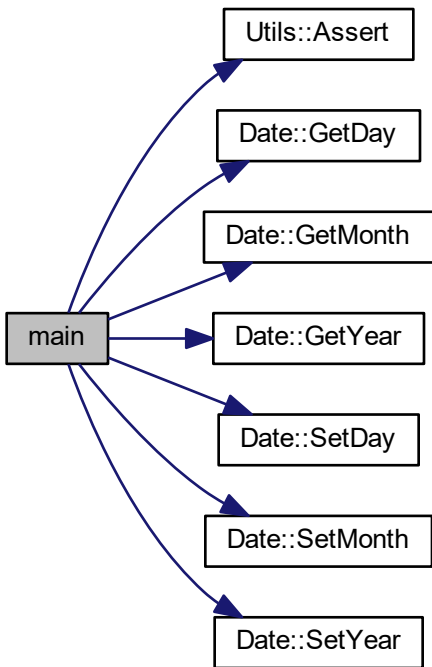 Utils::Assert
Date::GetDay
Date::GetMonth
main
Date::GetYear
Date::SetDay
Date::SetMonth
Date::SetYear